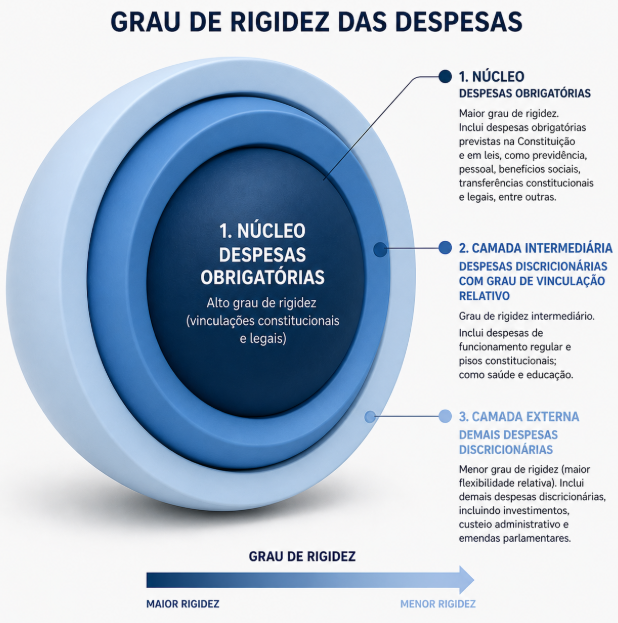 GRAU DE RIGIDEZ DAS DESPESAS
1. NÚCLEO
DESPESAS
OBRIGATÓRIAS
Alto grau de rigidez
(vinculações constitucionais
e legais)
1. NÚCLEO
DESPESAS OBRIGATÓRIAS
Maior grau de rigidez.
Inclui despesas obrigatórias
previstas na Constituição
e em leis, como previdência,
pessoal, benefícios sociais,
transferências constitucionais
e legais, entre outras.
2. CAMADA INTERMEDIÁRIA
DESPESAS DISCRICIONÁRIAS
COM GRAU DE VINCULAÇÃO
RELATIVO
Grau de rigidez intermediário.
Inclui despesas de
funcionamento regular e
pisos constitucionais;
como saúde e educação.
3. CAMADA EXTERNA
DEMAIS DESPESAS
DISCRICIONÁRIAS
Menor grau de rigidez (maior
flexibilidade relativa). Inclui
demais despesas discricionárias,
incluindo investimentos,
custeio administrativo e
emendas parlamentares.
GRAU DE RIGIDEZ
MAIOR RIGIDEZ
MENOR RIGIDEZ